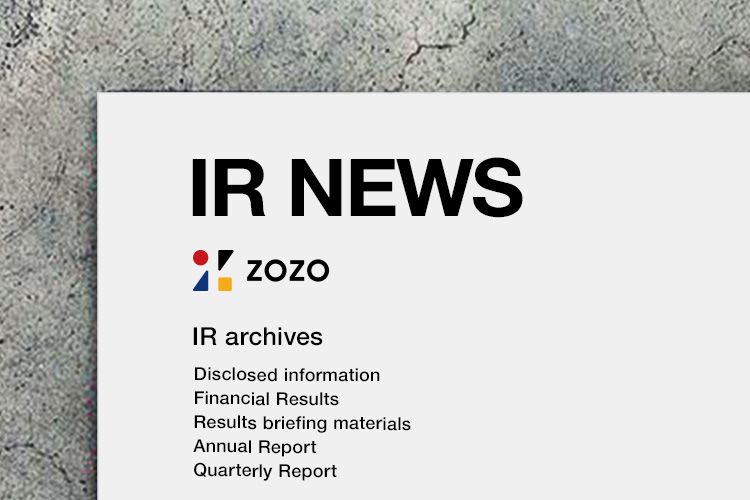 IR NEWS
ZOZO
IR archives
Disclosed information
Financial Results
Results briefing materials
Annual Report
Quarterly Report